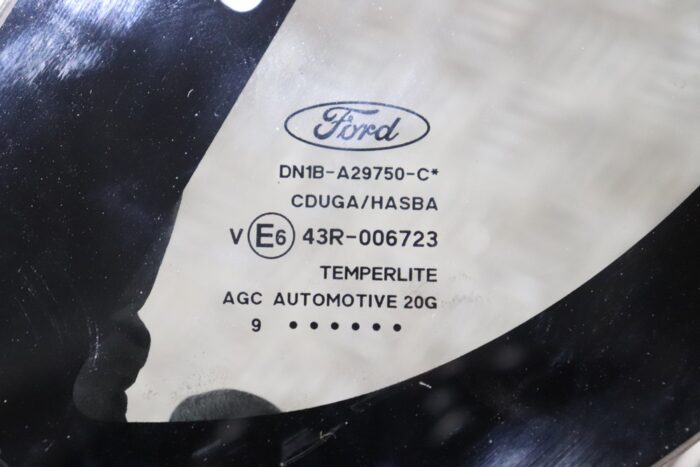 Ford
DN1B-A29750-C*
CDUGA/HASBA
V E6 43R-006723
TEMPERLITE
AGC AUTOMOTIVE 20G
9 ••••••